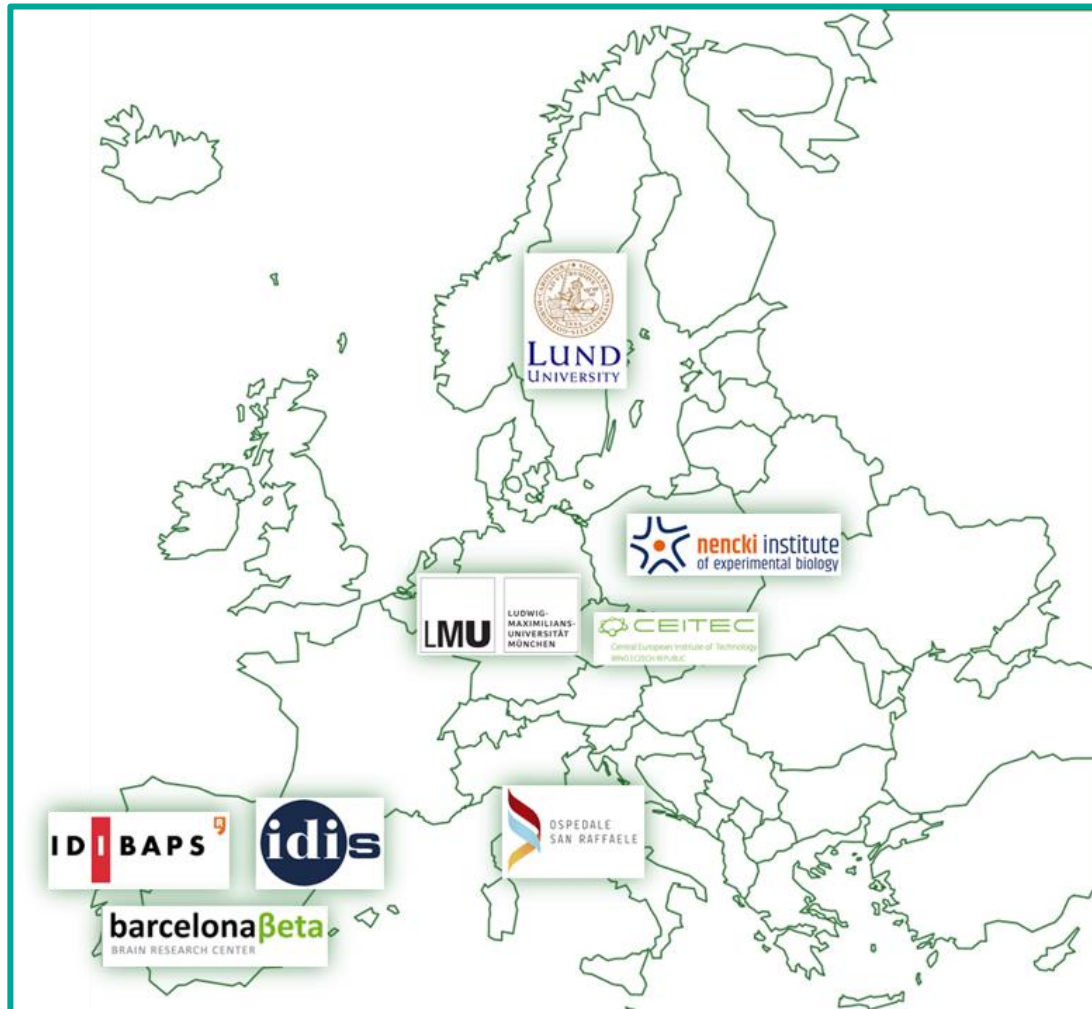 LUND
UNIVERSITY
nencki institute
of experimental biology
LMU
LUDWIG-
MAXIMILIANS-
UNIVERSITÄT
MÜNCHEN
CEITEC
Central European Institute of Technology
BRNO | CZECH REPUBLIC
IDIBAPS
idis
OSPEDALE
SAN RAFFAELE
barcelonaβeta
BRAIN RESEARCH CENTER